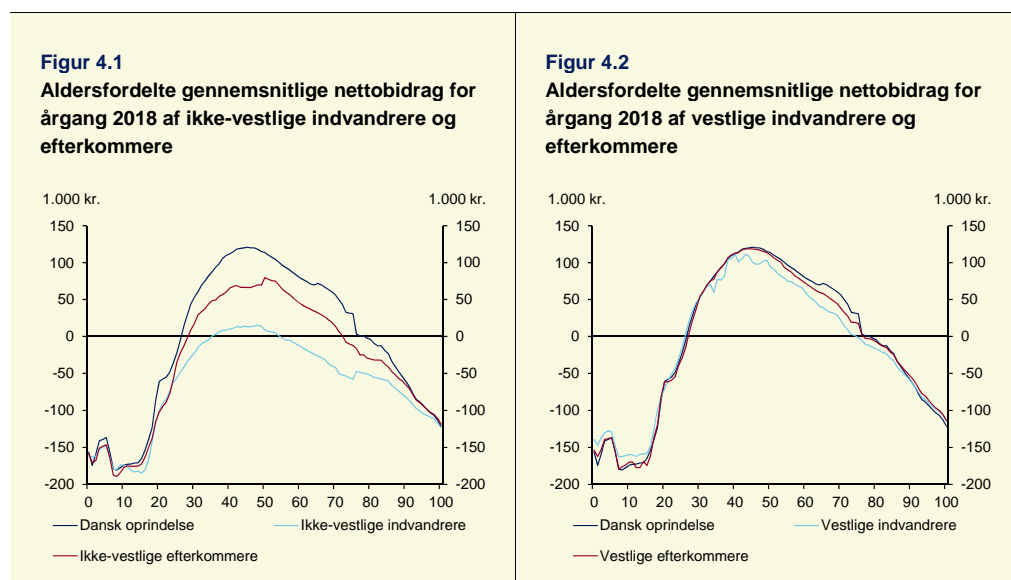 Figur 4.1
Aldersfordelte gennemsnitlige nettobidrag for
årgang 2018 af ikke-vestlige indvandrere og
efterkommere
1.000 kr. 1.000 kr.
150 150
100 100
50 50
0 0
-50 -50
-100 -100
-150 -150
-200 -200
0 10 20 30 40 50 60 70 80 90 100
Dansk oprindelse Ikke-vestlige indvandrere
Ikke-vestlige efterkommere
Figur 4.2
Aldersfordelte gennemsnitlige nettobidrag for
årgang 2018 af vestlige indvandrere og
efterkommere
1.000 kr. 1.000 kr.
150 150
100 100
50 50
0 0
-50 -50
-100 -100
-150 -150
-200 -200
0 10 20 30 40 50 60 70 80 90 100
Dansk oprindelse Vestlige indvandrere
Vestlige efterkommere